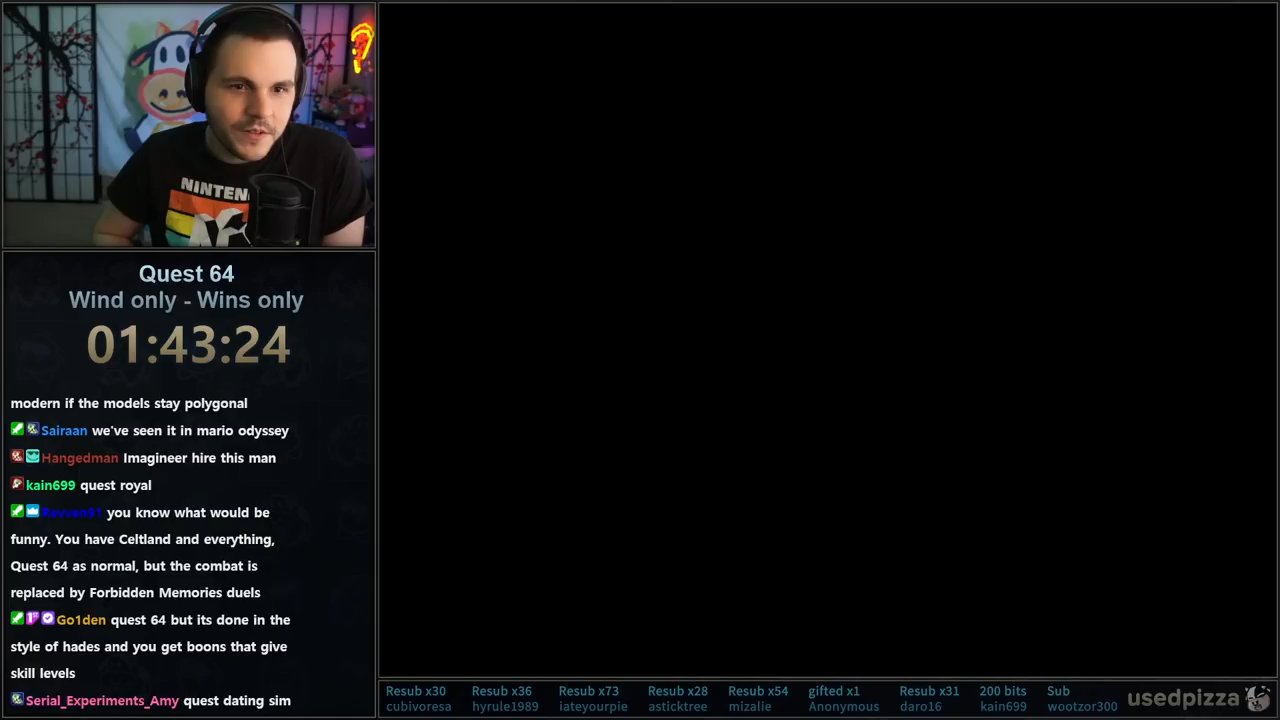 NINTEN
Quest 64
Wind only - Wins only
01:43:24
modern if the models stay polygonal
Sairaan we've seen it in mario odyssey
Hangedman Imagineer hire this man
kain699 quest royal
you know what would be
funny. You have Celtland and everything,
Quest 64 as normal, but the combat is
replaced by Forbidden Memories duels
Go1den quest 64 but its done in the
style of hades and you get boons that give
skill levels
Serial_Experiments_Amy quest dating sim
Resub x30 Resub x36 Resub x73 Resub x28 Resub x54 gifted x1 Resub x31 200 bits Sub
cubivoresa hyrule1989 iateyourpie asticktree mizalie Anonymous daro16 kain699 wootzor300
usedpizza